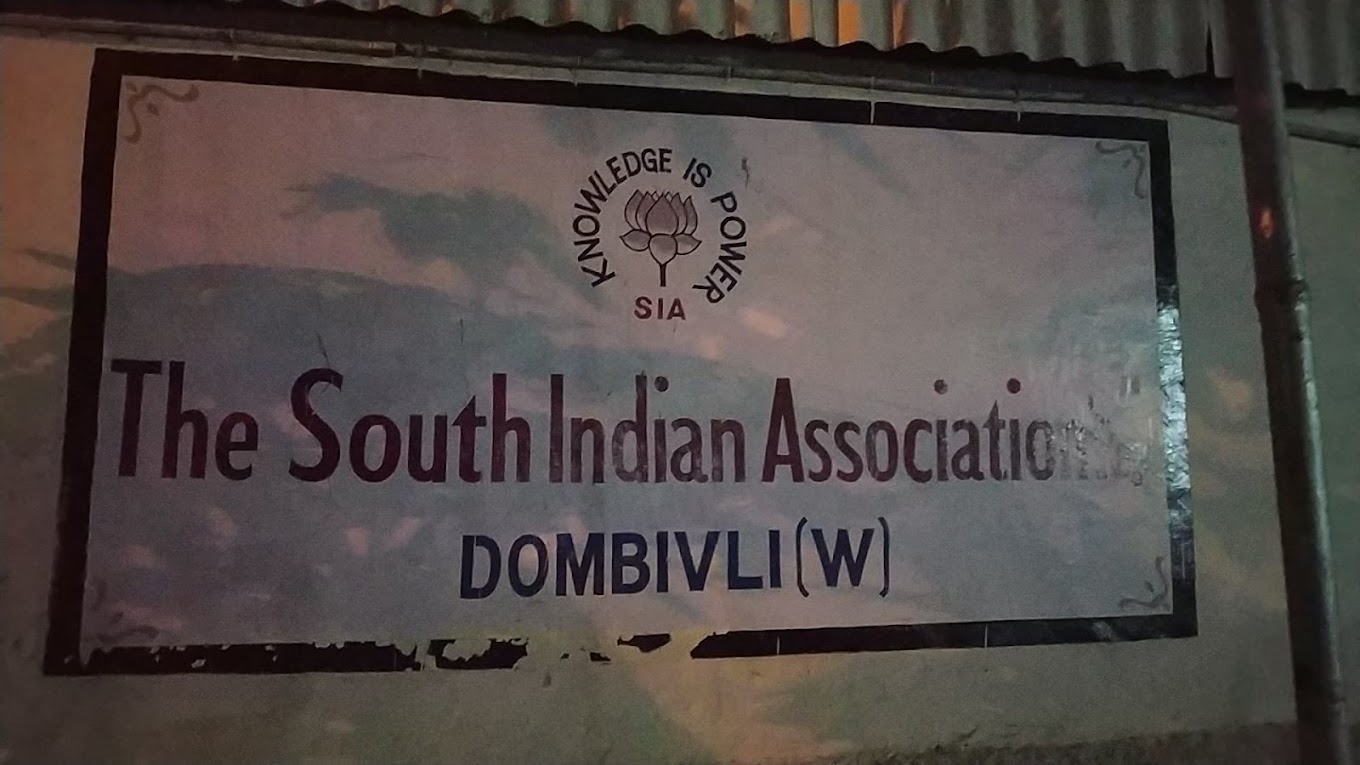 KNOWLEDGE IS POWER
SIA
The South Indian Association
DOMBIVLI (W)